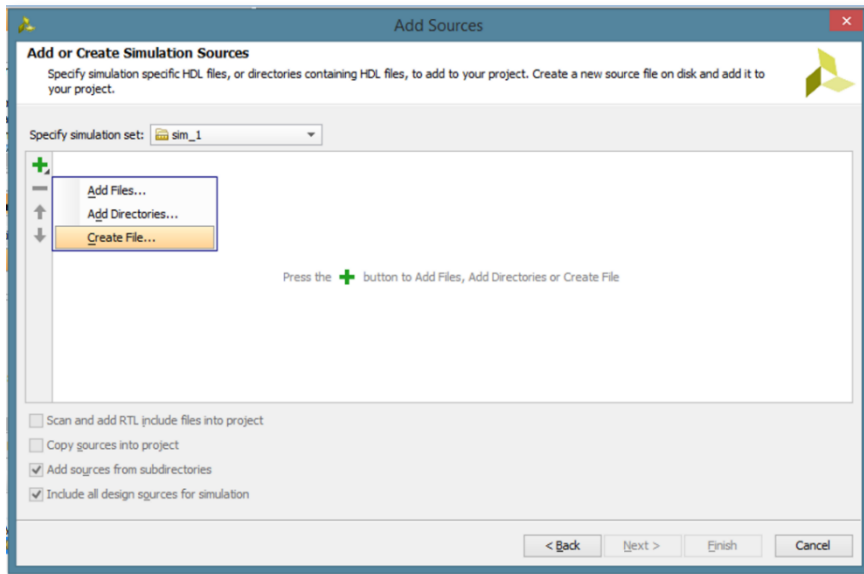 Add Sources
Add or Create Simulation Sources
Specify simulation specific HDL files, or directories containing HDL files, to add to your project. Create a new source file on disk and add it to
your project.
Specify simulation set: sim_1
Add Files...
Add Directories...
Create File...
Press the + button to Add Files, Add Directories or Create File
Scan and add RTL include files into project
Copy sources into project
Add sources from subdirectories
Include all design sources for simulation
< Back Next > Finish Cancel